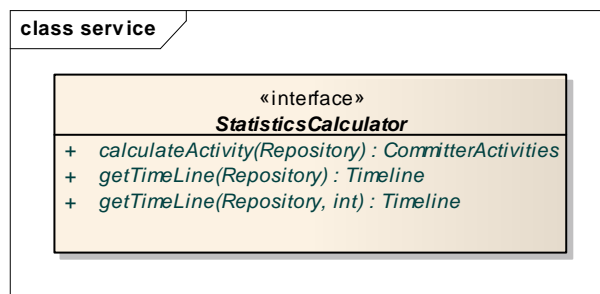 class service
«interface»
StatisticsCalculator
+ calculateActivity(Repository) : CommitterActivities
+ getTimeLine(Repository) : Timeline
+ getTimeLine(Repository, int) : Timeline